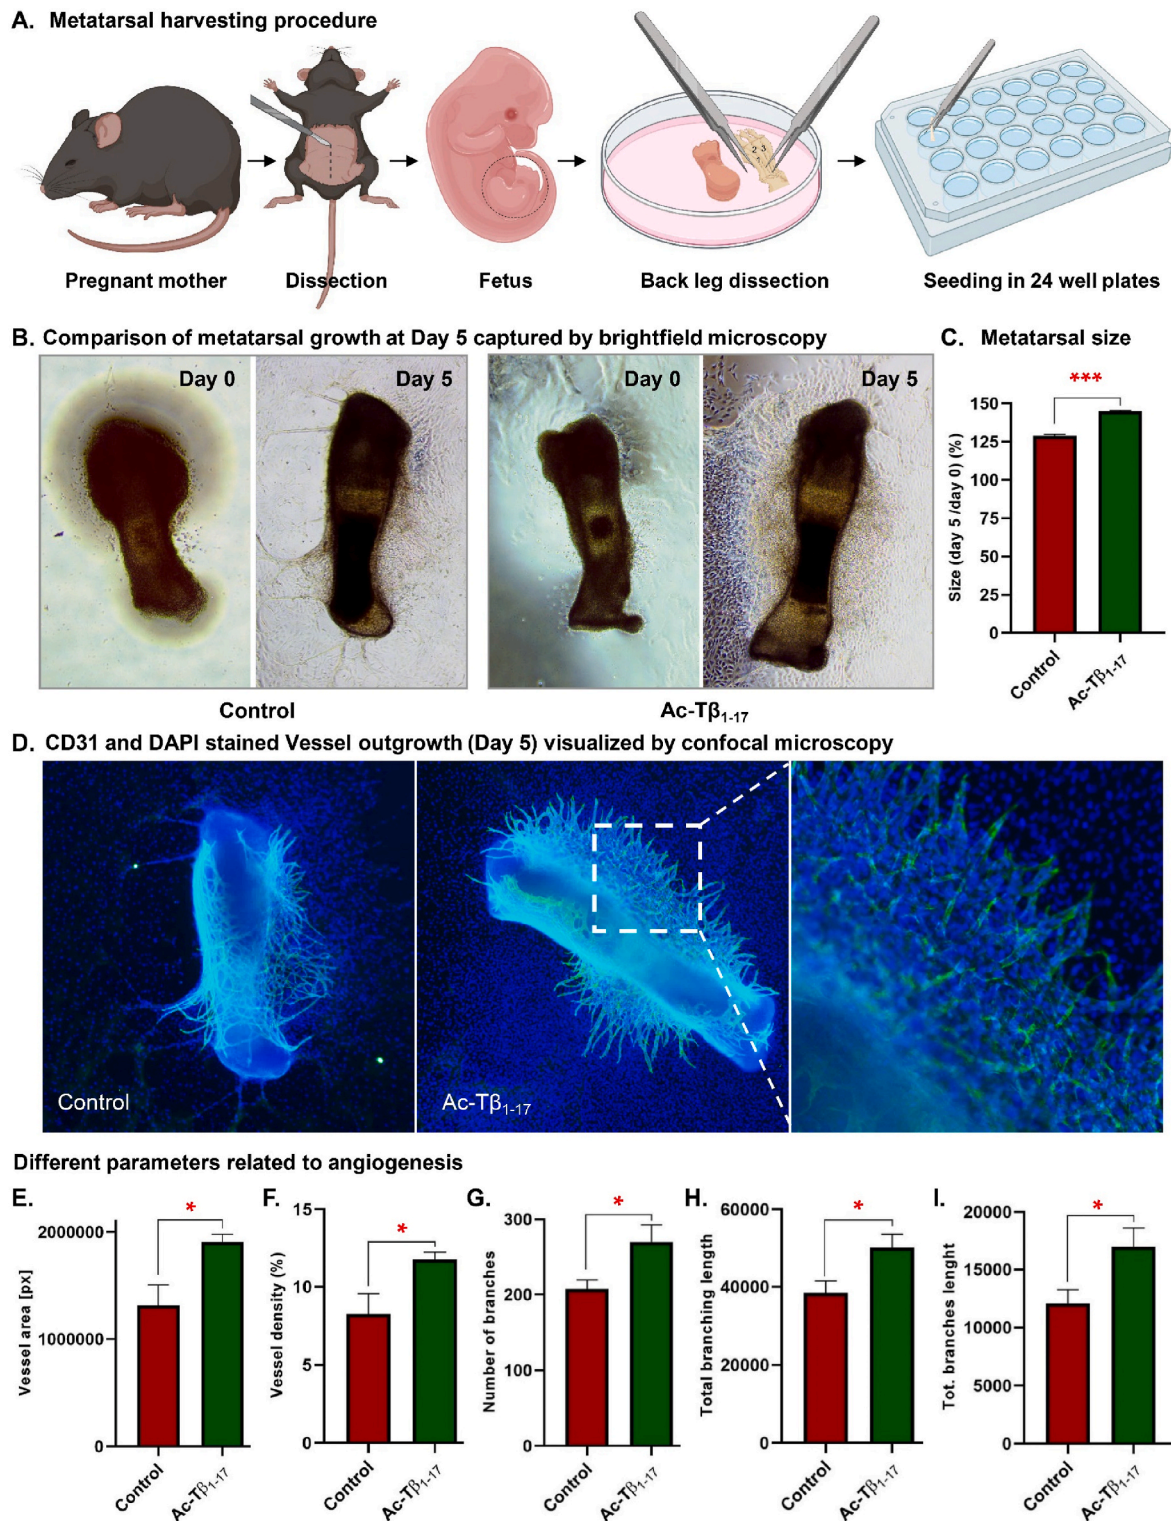 A. Metatarsal harvesting procedure
2 3
Pregnant mother
Dissection
Fetus
Back leg dissection
Seeding in 24 well plates
B. Comparison of metatarsal growth at Day 5 captured by brightfield microscopy
Day 0
Day 5
Day 0
Day 5
Control
Ac-Tβ1-17
C. Metatarsal size
***
Size (day 5 /day 0) (%)
150
125
100
75
50
25
0
Control
Ac-Tβ1-17
D. CD31 and DAPI stained Vessel outgrowth (Day 5) visualized by confocal microscopy
Control
Ac-Tβ1-17
Different parameters related to angiogenesis
E.
*
Vessel area [px]
2000000
1000000
0
Control
Ac-Tβ1-17
F.
*
Vessel density (%)
15
10
5
0
Control
Ac-Tβ1-17
G.
*
Number of branches
300
200
100
0
Control
Ac-Tβ1-17
H.
*
Total branching length
60000
40000
20000
0
Control
Ac-Tβ1-17
I.
*
Tot. branches lenght
20000
15000
10000
5000
0
Control
Ac-Tβ1-17